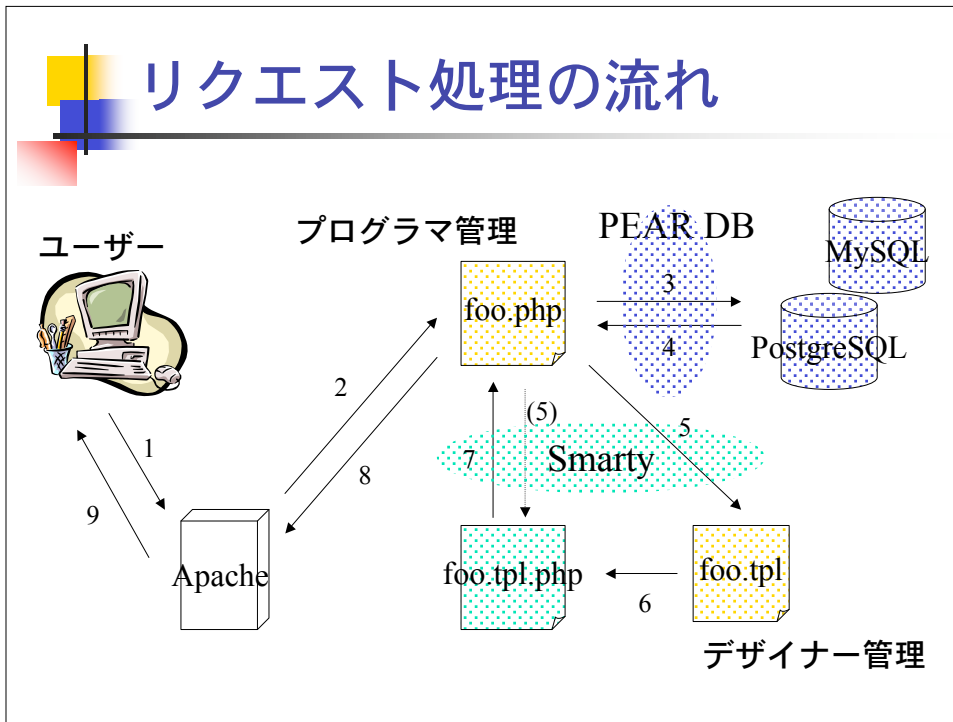 リクエスト処理の流れ
ユーザー
プログラマ管理
PEAR DB
MySQL
foo.php
3
4
PostgreSQL
2
(5)
5
1
8
7
Smarty
9
Apache
foo.tpl.php
6
foo.tpl
デザイナー管理